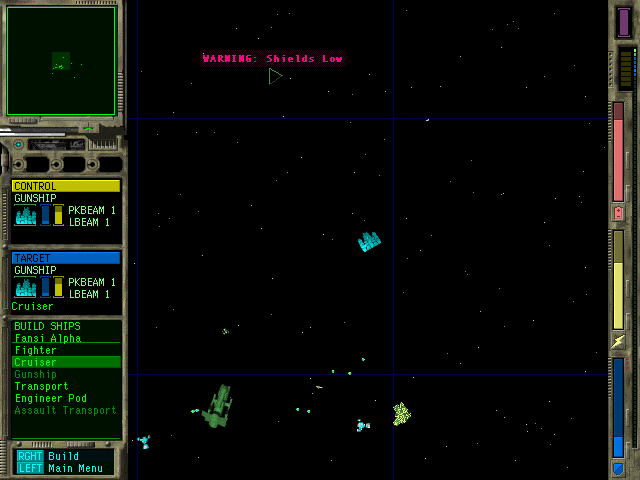 WARNING: Shields Low
CONTROL
GUNSHIP
PKBEAM 1
LBEAM 1
TARGET
GUNSHIP
PKBEAM 1
LBEAM 1
Cruiser
BUILD SHIPS
Fansi Alpha
Fighter
Cruiser
Gunship
Transport
Engineer Pod
Assault Transport
RGHT Build
LEFT Main Menu